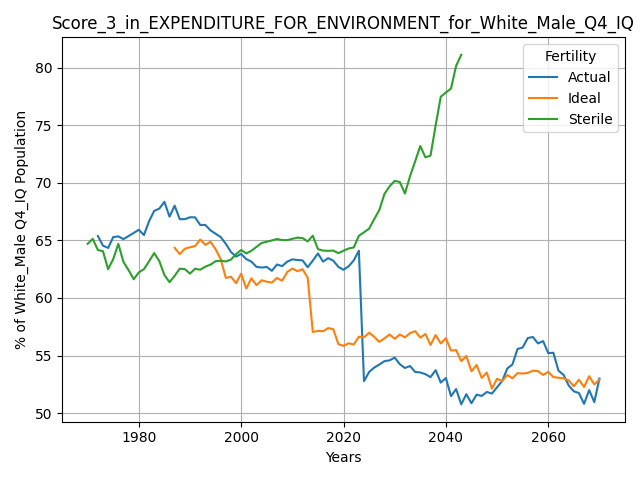 Score_3_in_EXPENDITURE_FOR_ENVIRONMENT_for_White_Male_Q4_IQ
% of White_Male Q4_IQ Population
80
75
70
65
60
55
50
Fertility
Actual
Ideal
Sterile
1980
2000
2020
2040
2060
Years